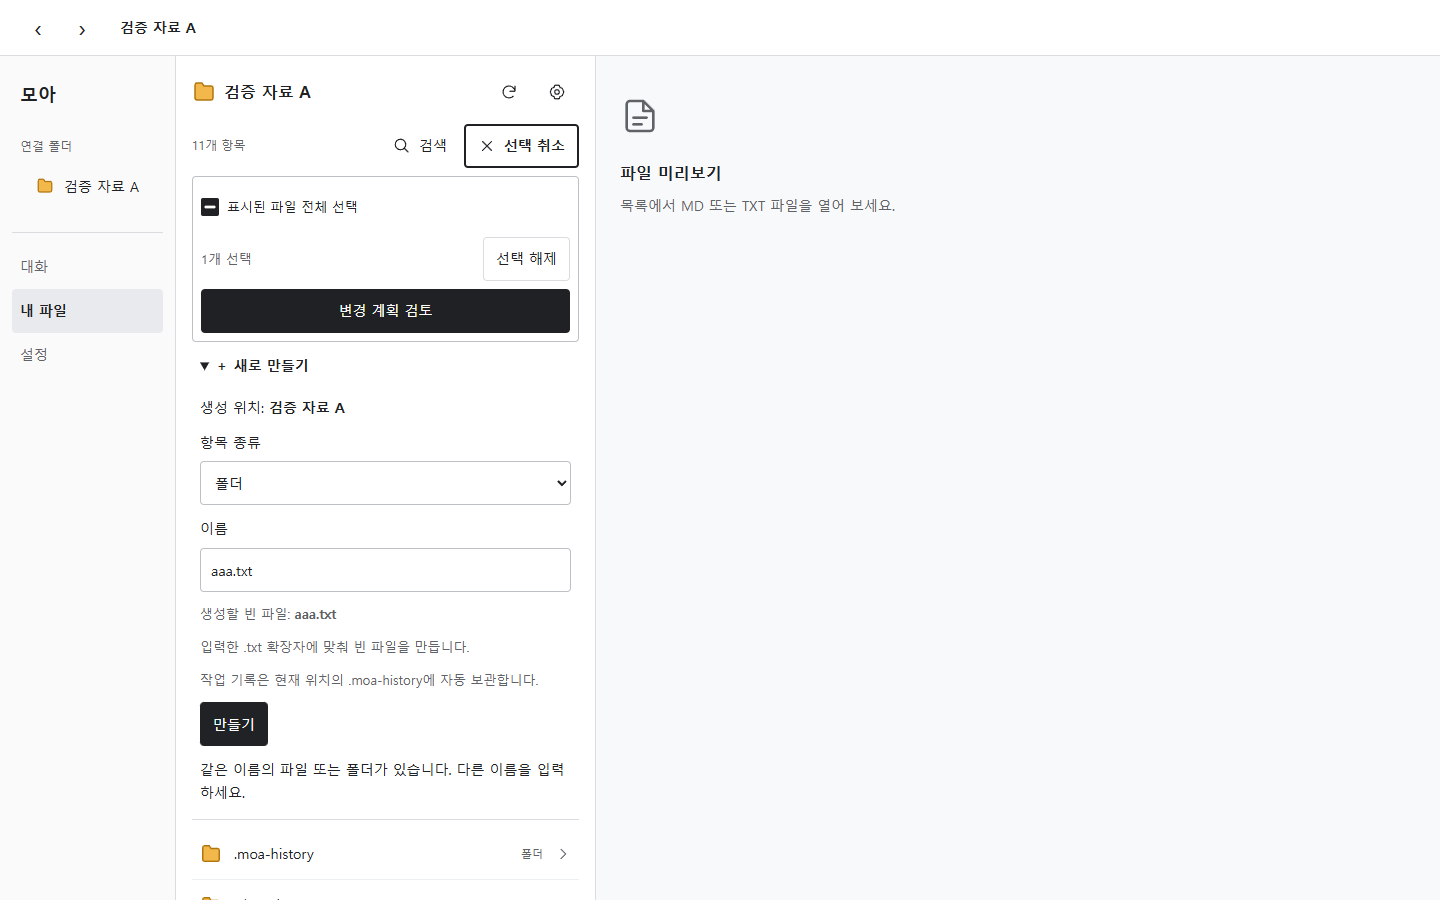 검증 자료 A
모아
연결 폴더
검증 자료 A
대화
내 파일
설정
검증 자료 A
11개 항목
검색
선택 취소
표시된 파일 전체 선택
1개 선택
선택 해제
변경 계획 검토
+ 새로 만들기
생성 위치: 검증 자료 A
항목 종류
폴더
이름
aaa.txt
생성할 빈 파일: aaa.txt
입력한 .txt 확장자에 맞춰 빈 파일을 만듭니다.
작업 기록은 현재 위치의 .moa-history에 자동 보관합니다.
만들기
같은 이름의 파일 또는 폴더가 있습니다. 다른 이름을 입력
하세요.
.moa-history
폴더
파일 미리보기
목록에서 MD 또는 TXT 파일을 열어 보세요.